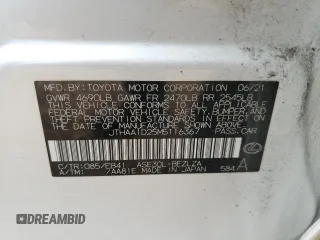 MFD.BY:TOYOTA MOTOR CORPORATION 06/21
GVWR 4690LB GAWR FR 2470LB RR 2545LB
THIS VEHICLE CONFORMS TO ALL APPLICABLE
FEDERAL MOTOR VEHICLE SAFETY, BUMPER, AND
THEFT PREVENTION STANDARDS IN EFFECT ON
THE DATE OF MANUFACTURE SHOWN ABOVE.
JTHAA1D25M5116367
PASS.CAR
C/TR:085/EB41 ASE30L-BEZLZA
A/TM: 7AA81E MADE IN JAPAN 584 A
AUTOBIDCAR